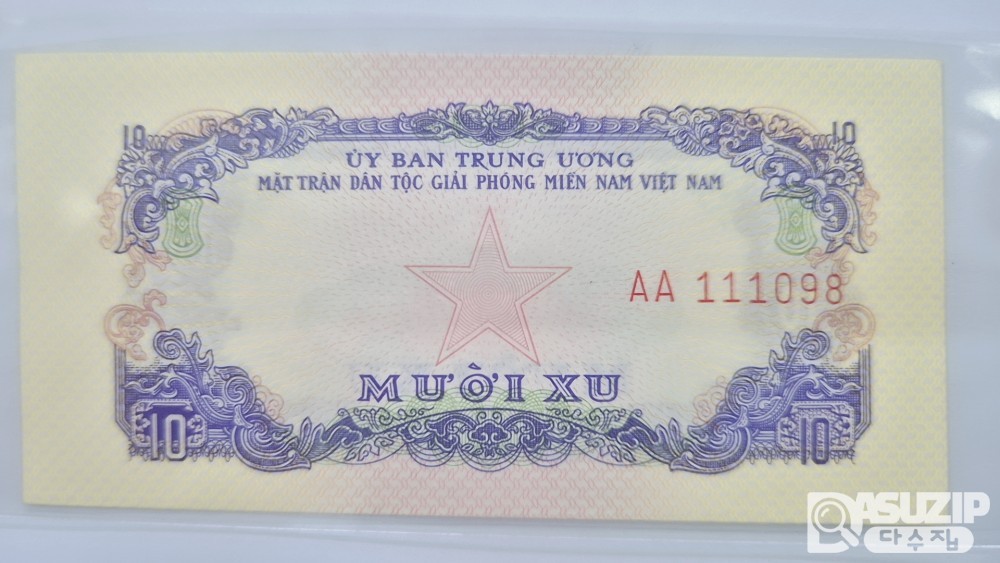 10 10
ỦY BAN TRUNG ƯƠNG
MẶT TRẬN DÂN TỘC GIẢI PHÓNG MIỀN NAM VIỆT NAM
AA 111098
MƯỜI XU
10 10
DASUZIP
다수집